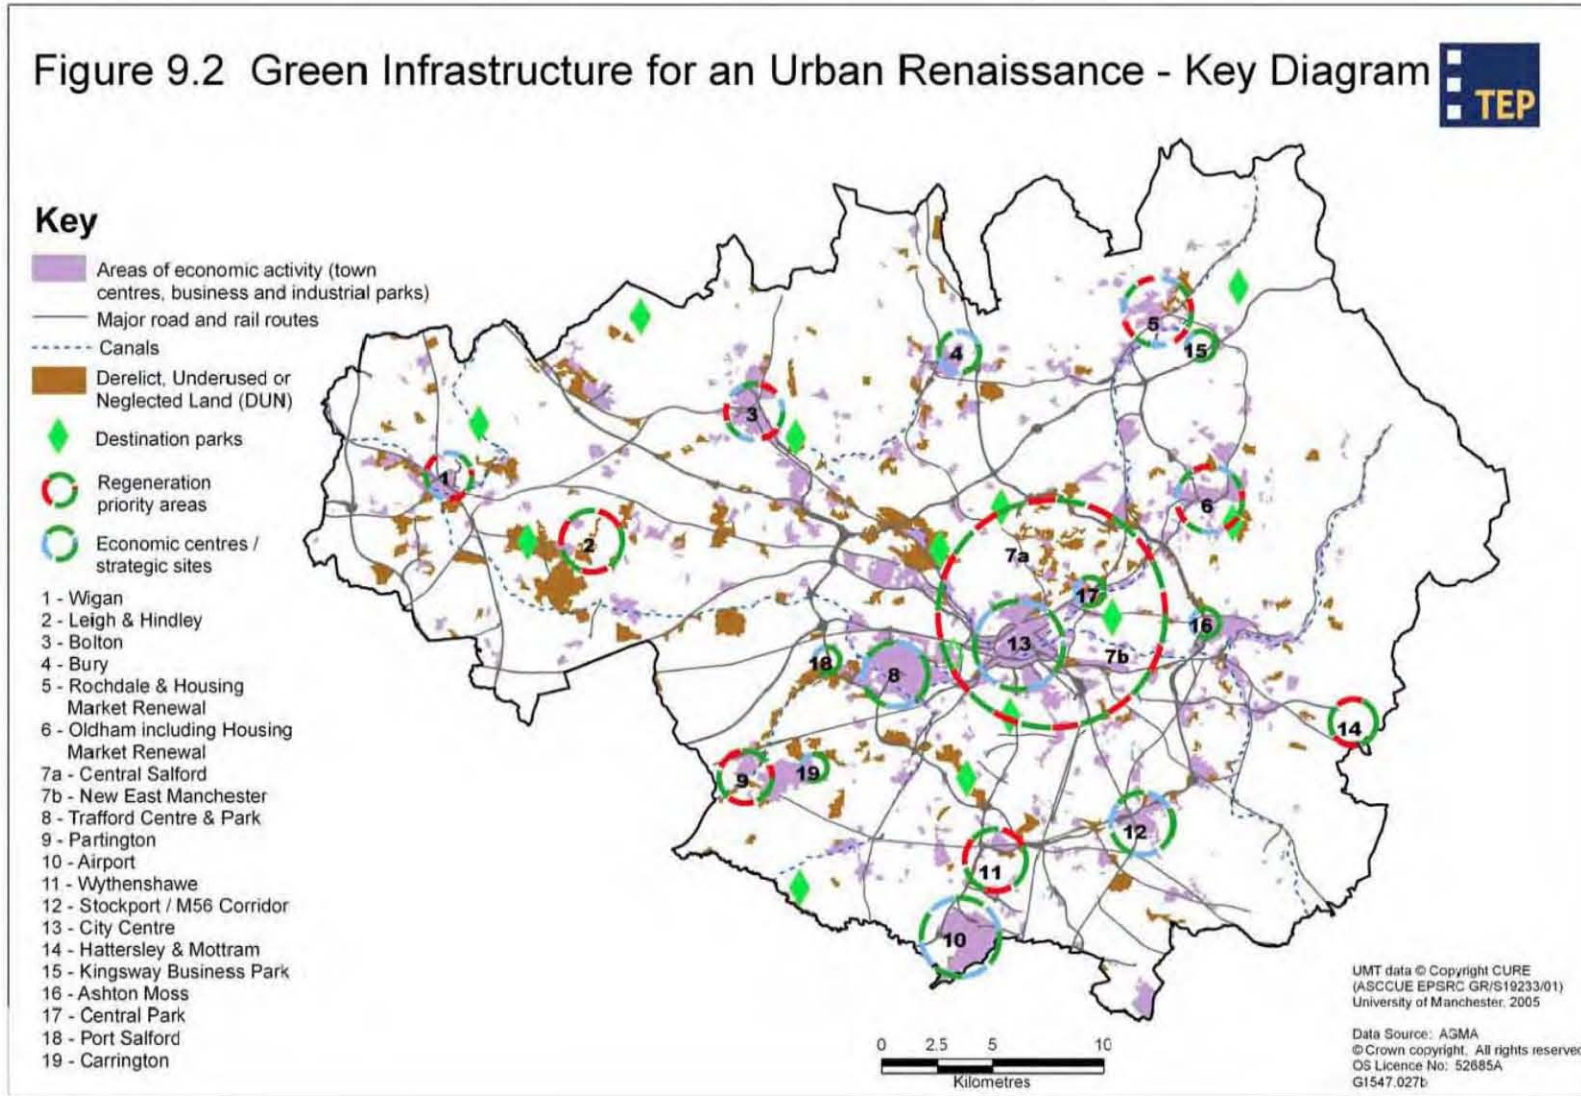 Figure 9.2 Green Infrastructure for an Urban Renaissance - Key Diagram
TEP
Key
Areas of economic activity (town
centres, business and industrial parks)
Major road and rail routes
Canals
Derelict, Underused or
Neglected Land (DUN)
Destination parks
Regeneration
priority areas
Economic centres /
strategic sites
1 - Wigan
2 - Leigh & Hindley
3 - Bolton
4 - Bury
5 - Rochdale & Housing
Market Renewal
6 - Oldham including Housing
Market Renewal
7a - Central Salford
7b - New East Manchester
8 - Trafford Centre & Park
9 - Partington
10 - Airport
11 - Wythenshawe
12 - Stockport / M56 Corridor
13 - City Centre
14 - Hattersley & Mottram
15 - Kingsway Business Park
16 - Ashton Moss
17 - Central Park
18 - Port Salford
19 - Carrington
5
15
4
3
1
6
2
7a
17
16
13
7b
18
8
14
9
19
12
11
10
0 2.5 5 10
Kilometres
UMT data © Copyright CURE
(ASCCUE EPSRC GR/S19233/01)
University of Manchester, 2005
Data Source: AGMA
© Crown copyright. All rights reserved
OS Licence No: 52685A
G1547.027b